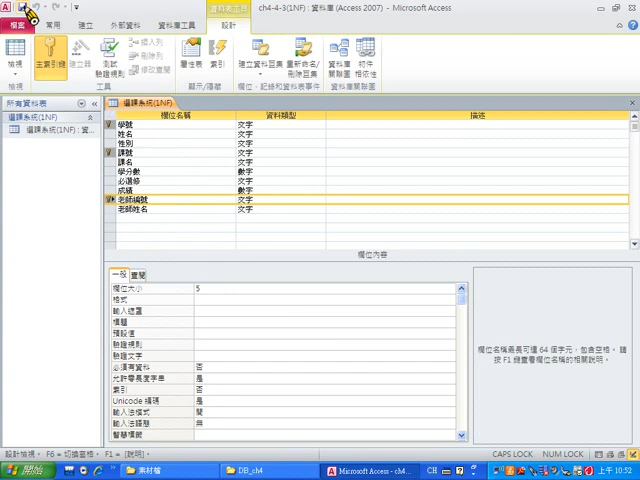 ch4-4-3(1NF) : 資料庫 (Access 2007) - Microsoft Access
資料表工具
檔案 常用 建立 外部資料 資料庫工具 設計
檢視 主索引鍵 建立器 測試驗證規則 插入列 刪除列 修改查閱 屬性表 索引 建立資料巨集 重新命名/刪除巨集 資料庫關聯圖 物件相依性
檢視 工具 顯示/隱藏 欄位、記錄和資料表事件 資料庫關聯圖
所有資料表
選課系統(1NF)
選課系統(1NF) : 資...
選課系統(1NF)
欄位名稱 資料類型 描述
學號 文字
姓名 文字
性別 文字
課號 文字
課名 文字
學分數 數字
必選修 文字
成績 數字
老師編號 文字
老師姓名 文字
欄位內容
一般 查閱
欄位大小 5
格式
輸入遮罩
標題
預設值
驗證規則
驗證文字
必須有資料 否
允許零長度字串 是
索引 否
Unicode 壓縮 是
輸入法模式 開
輸入法語態 無
智慧標籤
欄位名稱最長可達 64 個字元，包含空格。請
按 F1 鍵查看欄位名稱的相關說明。
設計檢視。 F6 = 切換窗格。 F1 = [說明]。 CAPS LOCK NUM LOCK
開始 素材檔 DB_ch4 Microsoft Access - ch4... CH 上午 10:52